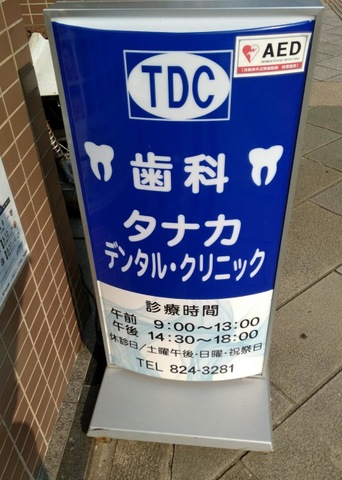 AED
TDC
歯科
タナカ
デンタル・クリニック
診療時間
午前 9:00〜13:00
午後 14:30〜18:00
休診日/土曜午後・日曜・祝祭日
TEL 824-3281